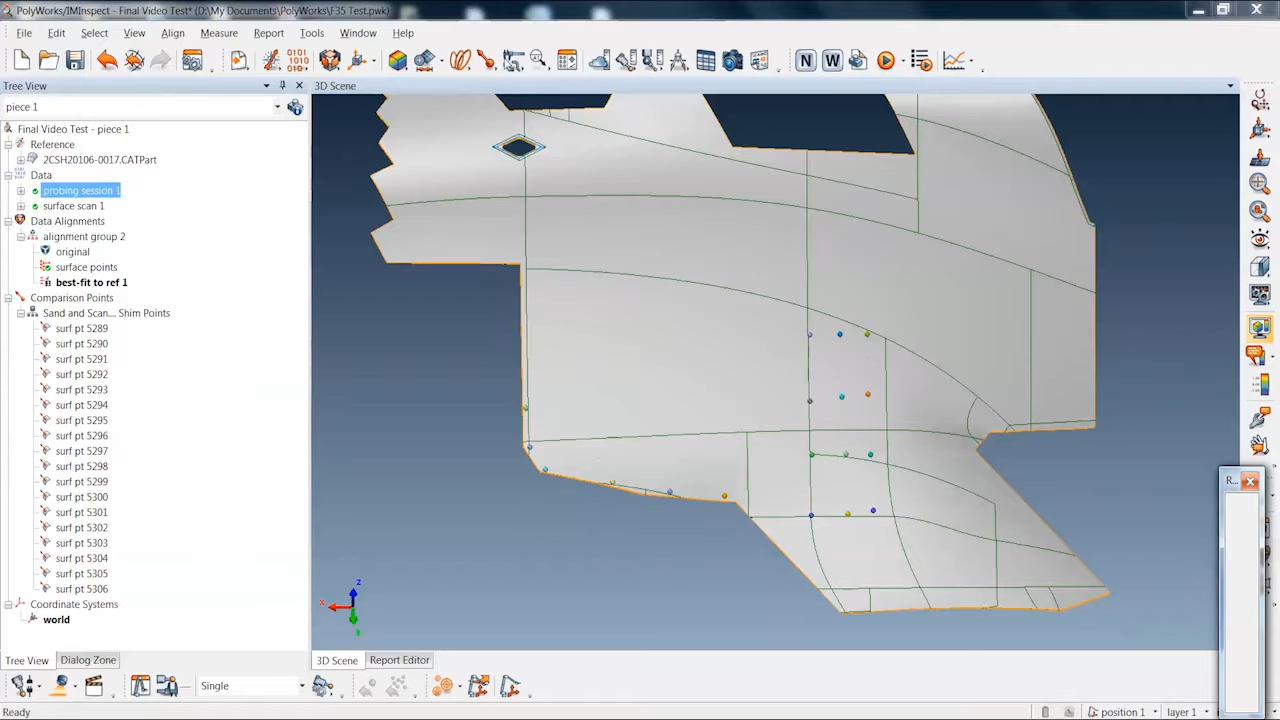 PolyWorks/IMInspect - Final Video Test* (D:\My Documents\PolyWorks\F35 Test.pwk)
File Edit Select View Align Measure Report Tools Window Help
N W
Tree View
3D Scene
piece 1
Final Video Test - piece 1
Reference
2CSH20106-0017.CATPart
Data
probing session 1
surface scan 1
Data Alignments
alignment group 2
original
surface points
best-fit to ref 1
Comparison Points
Sand and Scan.... Shim Points
surf pt 5289
surf pt 5290
surf pt 5291
surf pt 5292
surf pt 5293
surf pt 5294
surf pt 5295
surf pt 5296
surf pt 5297
surf pt 5298
surf pt 5299
surf pt 5300
surf pt 5301
surf pt 5302
surf pt 5303
surf pt 5304
surf pt 5305
surf pt 5306
Coordinate Systems
world
R...
z
x
Tree View Dialog Zone
3D Scene Report Editor
Single
Ready
position 1 layer 1